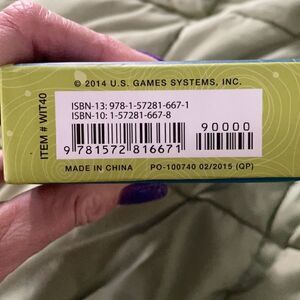 © 2014 U.S. GAMES SYSTEMS, INC.
ITEM # WIT40
ISBN-13: 978-1-57281-667-1
ISBN-10: 1-57281-667-8
90000
9 781572 816671
MADE IN CHINA PO-100740 02/2015 (QP)